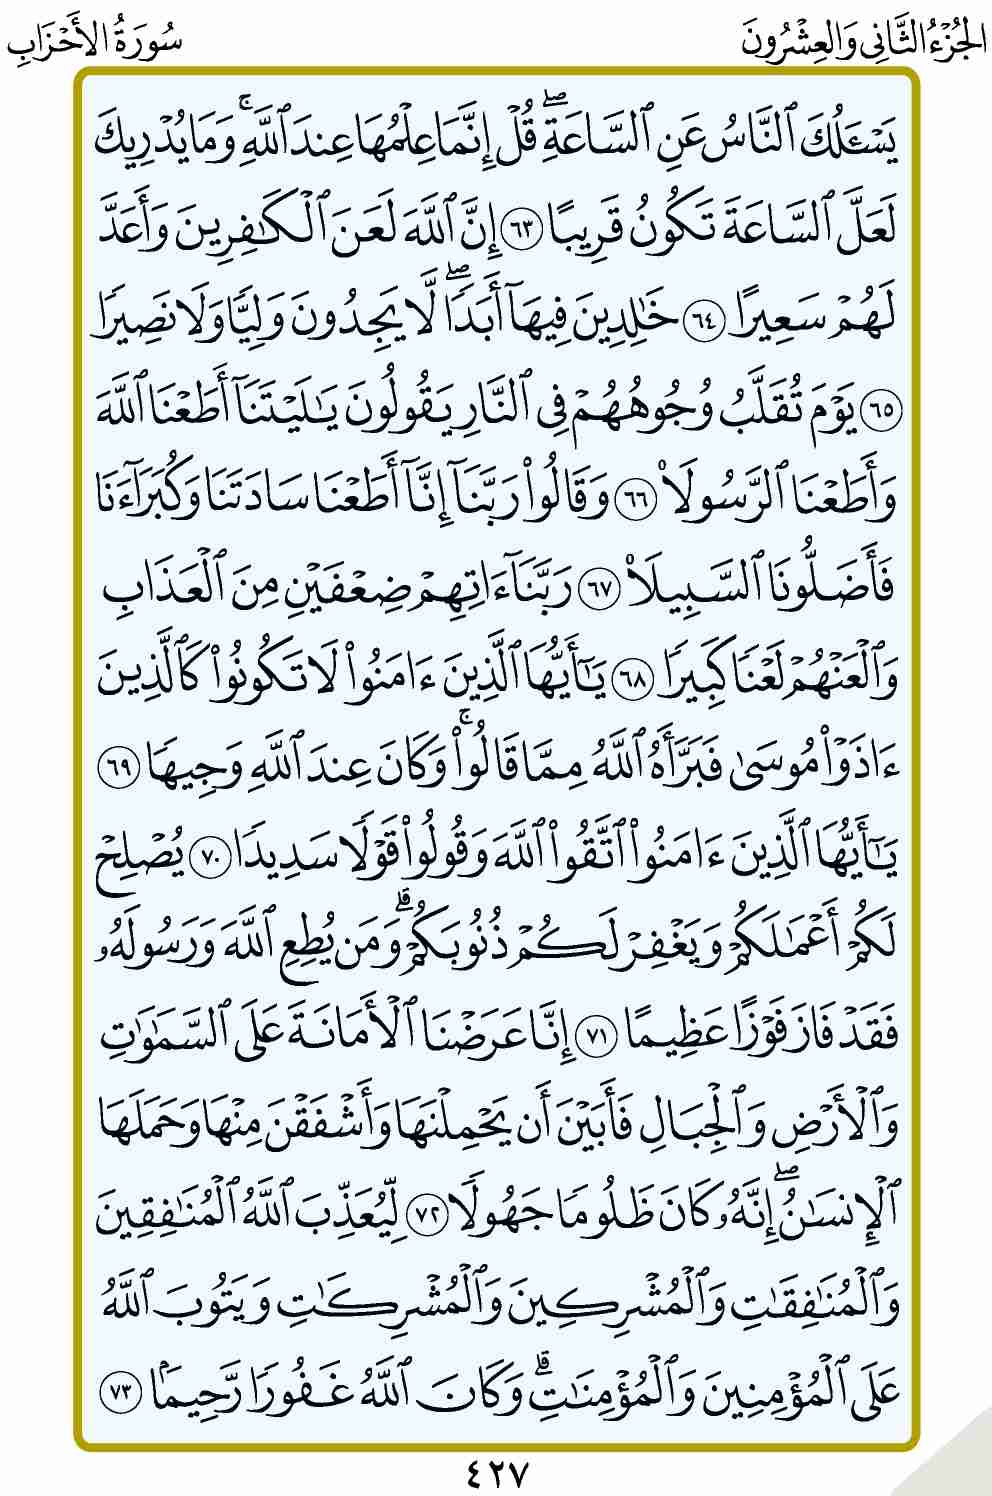 الجُزْءُ الثَّانِي وَالعِشْرُونَ
سُورَةُ الأَحْزَابِ
يَسْـَٔلُكَ ٱلنَّاسُ عَنِ ٱلسَّاعَةِۖ قُلْ إِنَّمَا عِلْمُهَا عِندَ ٱللَّهِۚ وَمَا يُدْرِيكَ
لَعَلَّ ٱلسَّاعَةَ تَكُونُ قَرِيبًا ٦٣ إِنَّ ٱللَّهَ لَعَنَ ٱلْكَٰفِرِينَ وَأَعَدَّ
لَهُمْ سَعِيرًا ٦٤ خَٰلِدِينَ فِيهَآ أَبَدًاۖ لَّا يَجِدُونَ وَلِيًّا وَلَا نَصِيرًا
٦٥ يَوْمَ تُقَلَّبُ وُجُوهُهُمْ فِى ٱلنَّارِ يَقُولُونَ يَٰلَيْتَنَآ أَطَعْنَا ٱللَّهَ
وَأَطَعْنَا ٱلرَّسُولَا۠ ٦٦ وَقَالُوا۟ رَبَّنَآ إِنَّآ أَطَعْنَا سَادَتَنَا وَكُبَرَآءَنَا
فَأَضَلُّونَا ٱلسَّبِيلَا۠ ٦٧ رَبَّنَآ ءَاتِهِمْ ضِعْفَيْنِ مِنَ ٱلْعَذَابِ
وَٱلْعَنْهُمْ لَعْنًا كَبِيرًا ٦٨ يَٰٓأَيُّهَا ٱلَّذِينَ ءَامَنُوا۟ لَا تَكُونُوا۟ كَٱلَّذِينَ
ءَاذَوْا۟ مُوسَىٰ فَبَرَّأَهُ ٱللَّهُ مِمَّا قَالُوا۟ۚ وَكَانَ عِندَ ٱللَّهِ وَجِيهًا ٦٩
يَٰٓأَيُّهَا ٱلَّذِينَ ءَامَنُوا۟ ٱتَّقُوا۟ ٱللَّهَ وَقُولُوا۟ قَوْلًا سَدِيدًا ٧٠ يُصْلِحْ
لَكُمْ أَعْمَٰلَكُمْ وَيَغْفِرْ لَكُمْ ذُنُوبَكُمْۗ وَمَن يُطِعِ ٱللَّهَ وَرَسُولَهُۥ
فَقَدْ فَازَ فَوْزًا عَظِيمًا ٧١ إِنَّا عَرَضْنَا ٱلْأَمَانَةَ عَلَى ٱلسَّمَٰوَٰتِ
وَٱلْأَرْضِ وَٱلْجِبَالِ فَأَبَيْنَ أَن يَحْمِلْنَهَا وَأَشْفَقْنَ مِنْهَا وَحَمَلَهَا
ٱلْإِنسَٰنُۖ إِنَّهُۥ كَانَ ظَلُومًا جَهُولًا ٧٢ لِّيُعَذِّبَ ٱللَّهُ ٱلْمُنَٰفِقِينَ
وَٱلْمُنَٰفِقَٰتِ وَٱلْمُشْرِكِينَ وَٱلْمُشْرِكَٰتِ وَيَتُوبَ ٱللَّهُ
عَلَى ٱلْمُؤْمِنِينَ وَٱلْمُؤْمِنَٰتِۗ وَكَانَ ٱللَّهُ غَفُورًا رَّحِيمًۢا ٧٣
٤٢٧